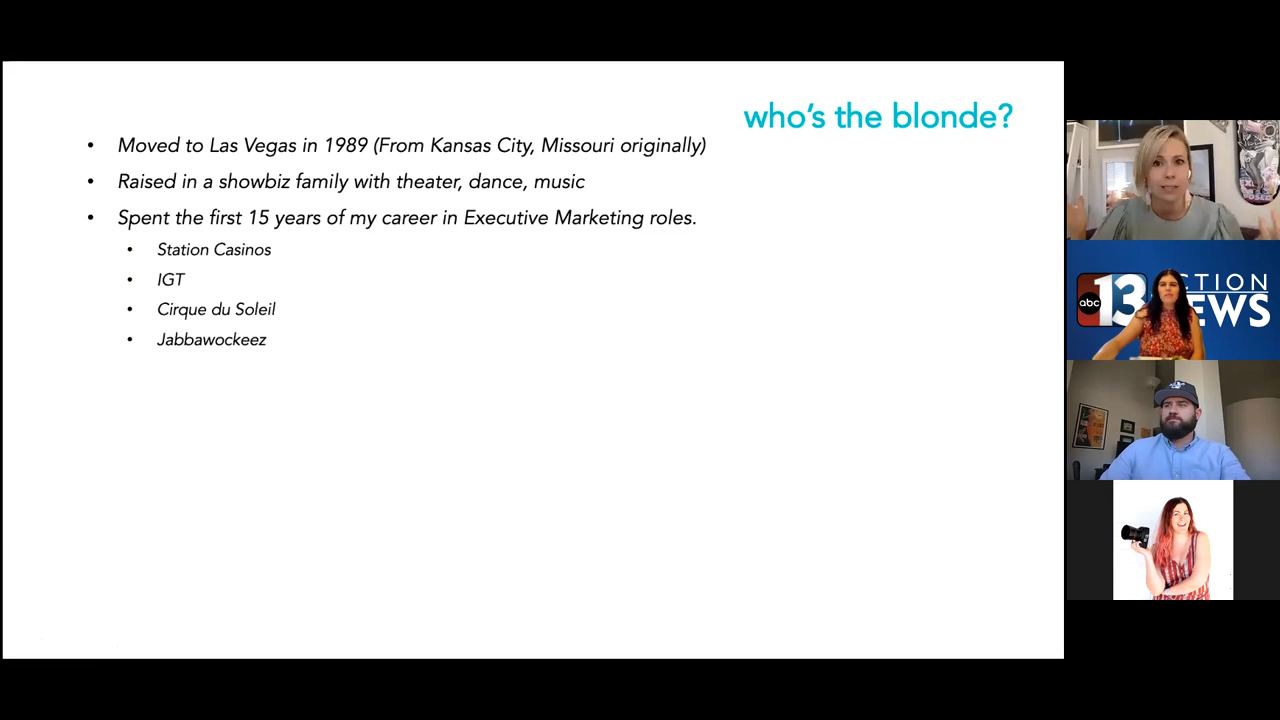 who's the blonde?
• Moved to Las Vegas in 1989 (From Kansas City, Missouri originally)
• Raised in a showbiz family with theater, dance, music
• Spent the first 15 years of my career in Executive Marketing roles.
• Station Casinos
• IGT
• Cirque du Soleil
• Jabbawockeez
abc 13 CTION
EWS